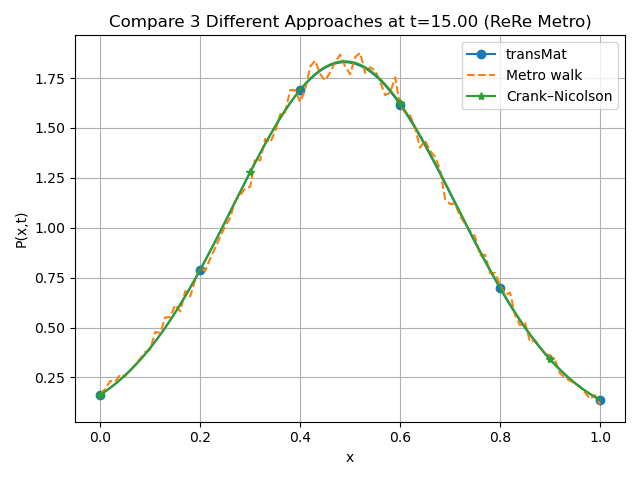 Compare 3 Different Approaches at t=15.00 (ReRe Metro)
transMat
Metro walk
Crank–Nicolson
P(x,t)
1.75
1.50
1.25
1.00
0.75
0.50
0.25
0.0 0.2 0.4 0.6 0.8 1.0
x